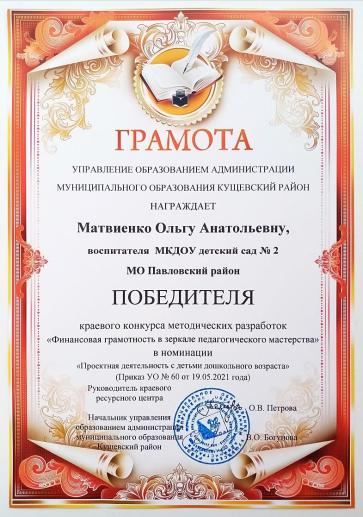 ГРАМОТА
УПРАВЛЕНИЕ ОБРАЗОВАНИЕМ АДМИНИСТРАЦИИ
МУНИЦИПАЛЬНОГО ОБРАЗОВАНИЯ КУЩЕВСКИЙ РАЙОН
НАГРАЖДАЕТ
Матвиенко Ольгу Анатольевну,
воспитателя МКДОУ детский сад № 2
МО Павловский район
ПОБЕДИТЕЛЯ
краевого конкурса методических разработок
«Финансовая грамотность в зеркале педагогического мастерства»
в номинации
«Проектная деятельность с детьми дошкольного возраста»
(Приказ УО № 60 от 19.05.2021 года)
Руководитель краевого
ресурсного центра
О.В. Петрова
Начальник управления
образованием администрации
муниципального образования
В.О. Богунова
Кущевский район